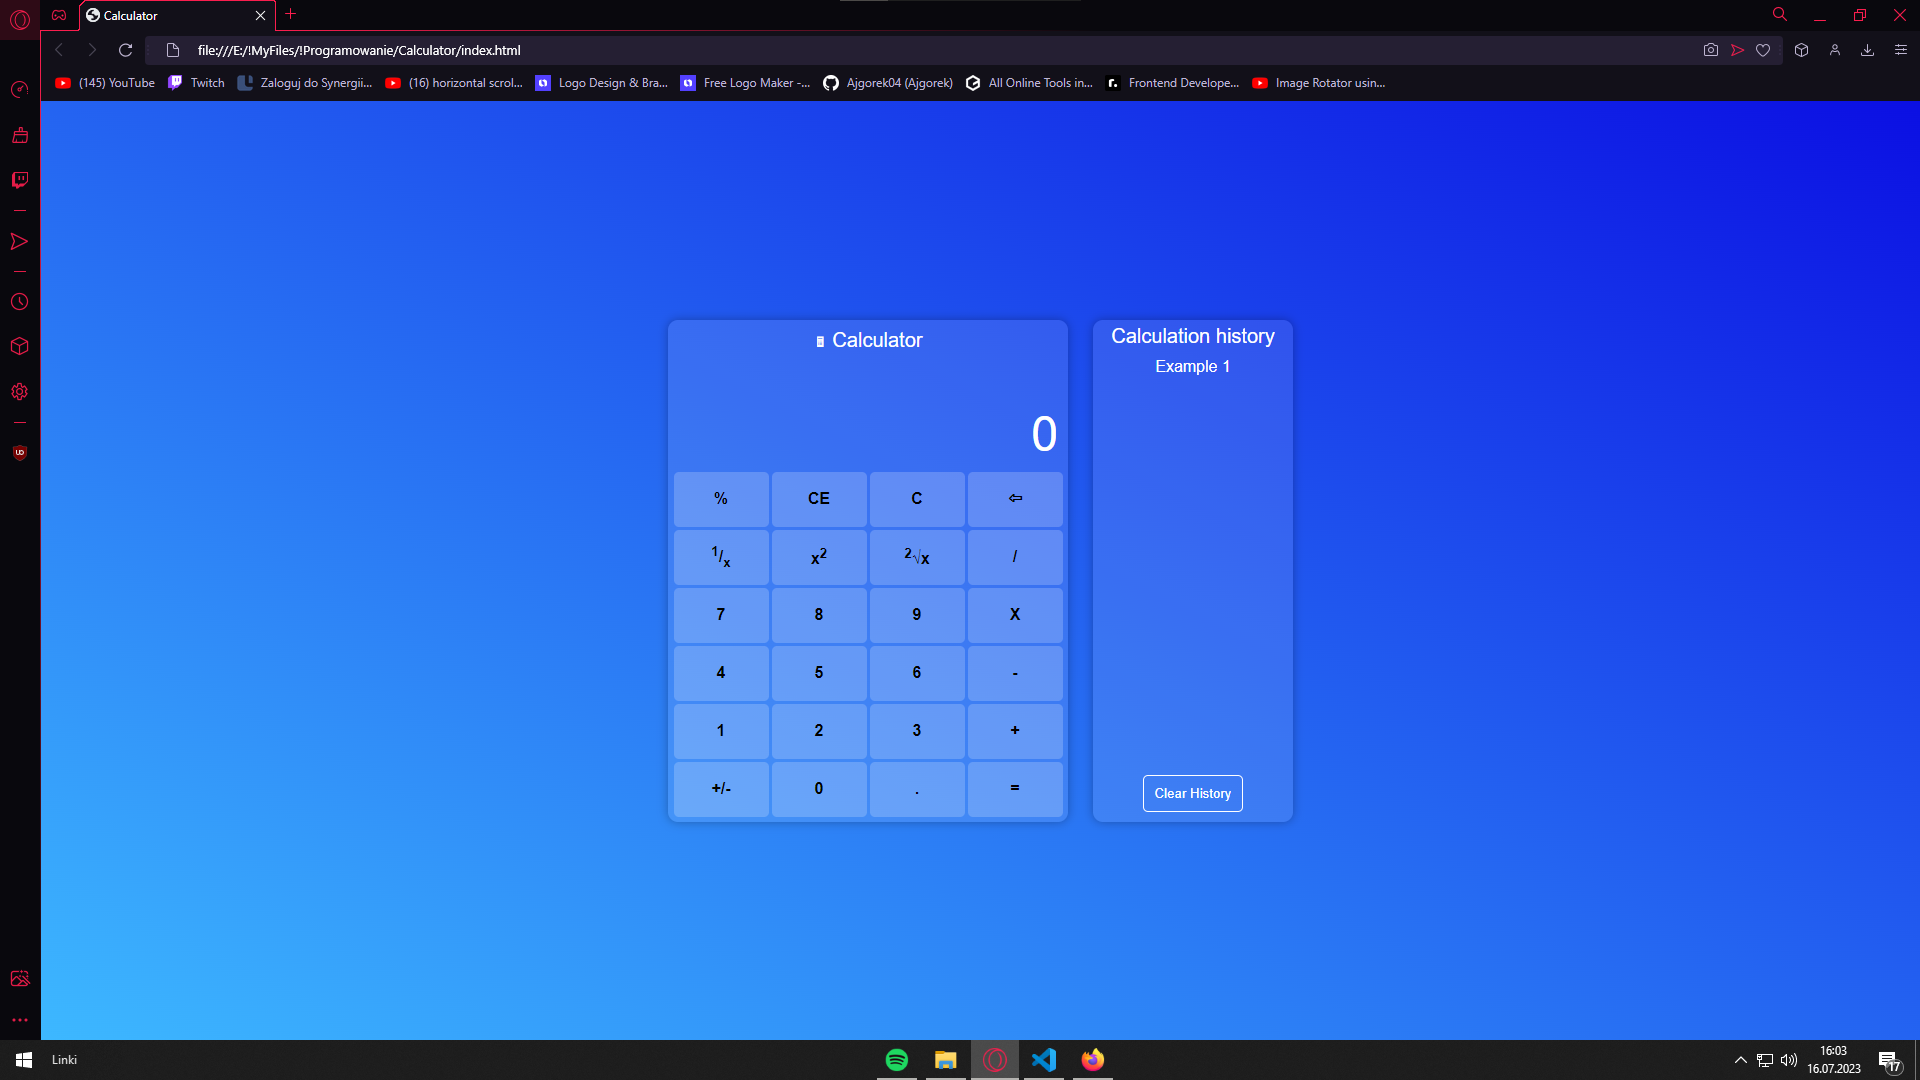 Calculator
file:///E:/!MyFiles/!Programowanie/Calculator/index.html
(145) YouTube Twitch Zaloguj do Synergii... (16) horizontal scrol... Logo Design & Bra... Free Logo Maker -... Ajgorek04 (Ajgorek) All Online Tools in... Frontend Develope... Image Rotator usin...
Calculator
0
% CE C ⇦
1/x x² ²√x /
7 8 9 X
4 5 6 -
1 2 3 +
+/- 0 . =
Calculation history
Example 1
Clear History
Linki
16:03
16.07.2023
17